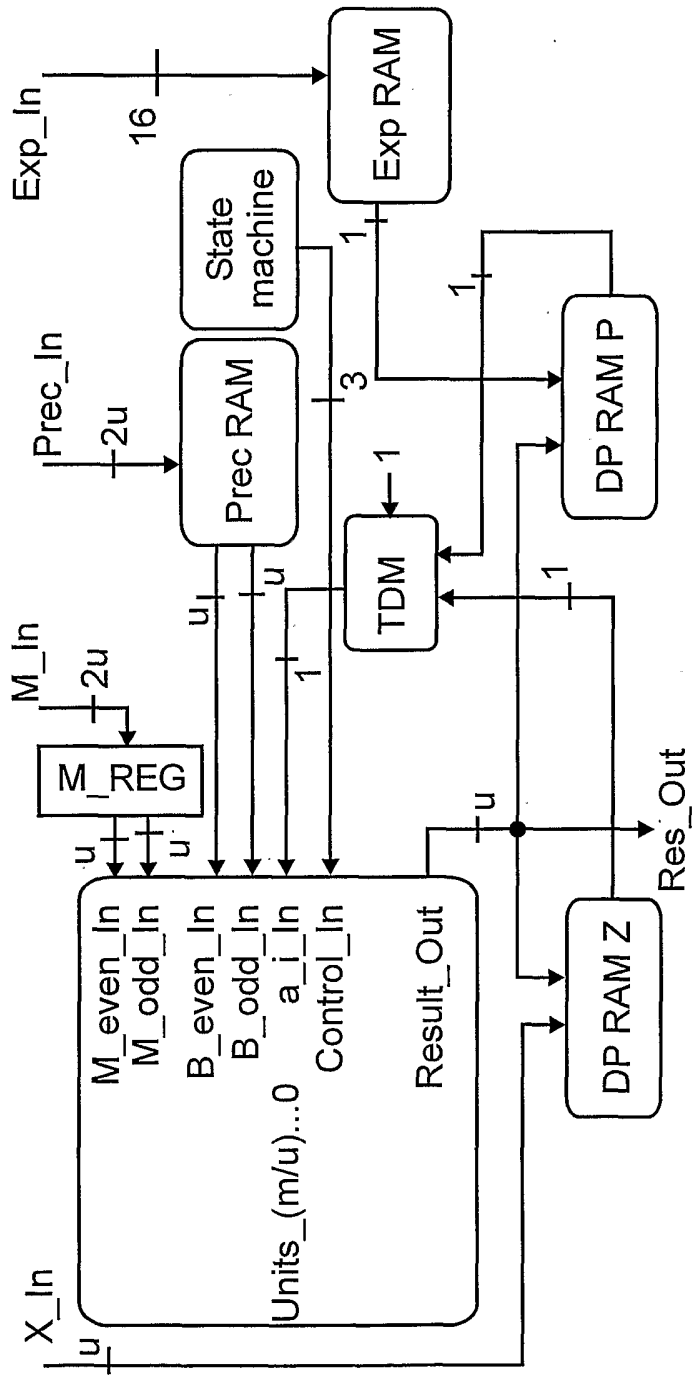 X_In
u
M_In
2u
Prec_In
2u
Exp_In
16
M_REG
u
u
Prec RAM
State
machine
Exp RAM
u
u
3
1
M_even_In
M_odd_In
B_even_In
B_odd_In
a_i_In
Control_In
Units_(m/u)...0
Result_Out
1
TDM
1
1
u
1
DP RAM Z
Res_Out
DP RAM P